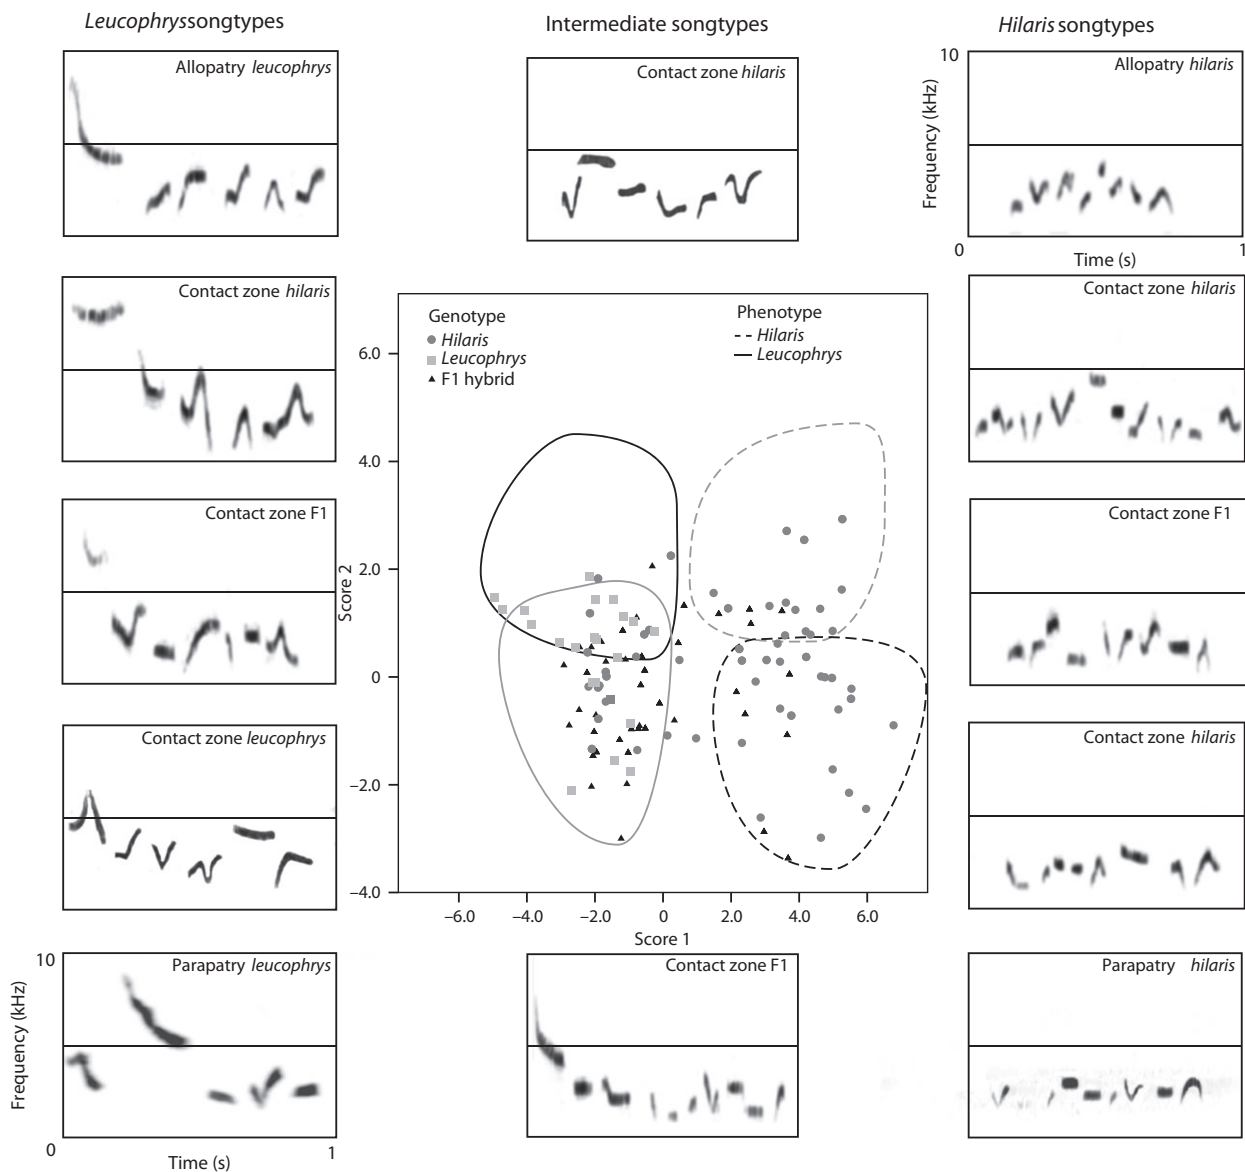 Leucophrys songtypes
Intermediate songtypes
Hilaris songtypes
Allopatry leucophrys
Contact zone hilaris
10
Allopatry hilaris
Frequency (kHz)
0
1
Time (s)
Contact zone hilaris
Contact zone hilaris
Genotype
Hilaris
Leucophrys
F1 hybrid
Phenotype
Hilaris
Leucophrys
6.0
4.0
2.0
0
–2.0
–4.0
Score 2
–6.0
–4.0
–2.0
0
2.0
4.0
6.0
Score 1
Contact zone F1
Contact zone F1
Contact zone leucophrys
Contact zone hilaris
10
Parapatry leucophrys
Frequency (kHz)
0
1
Time (s)
Contact zone F1
Parapatry hilaris